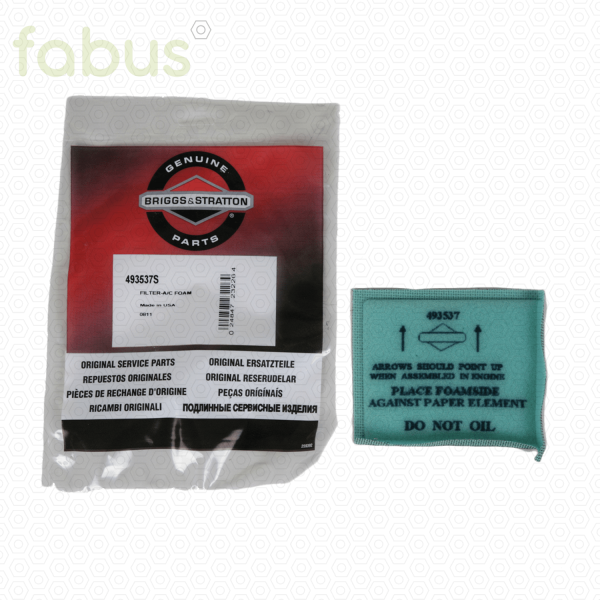 fabus
GENUINE
BRIGGS & STRATTON
PARTS
493537S
FILTER-A/C FOAM
Made in USA
0811
ORIGINAL SERVICE PARTS
REPUESTOS ORIGINALES
PIÈCES DE RECHANGE D'ORIGINE
RICAMBI ORIGINALI
ORIGINAL ERSATZTEILE
ORIGINAL RESERUDELAR
PEÇAS ORIGÍNAIS
ПОДЛИННЫЕ СЕРВИСНЫЕ ИЗДЕЛИЯ
493537
ARROWS SHOULD POINT UP
WHEN ASSEMBLED IN ENGINE
PLACE FOAMSIDE
AGAINST PAPER ELEMENT
DO NOT OIL